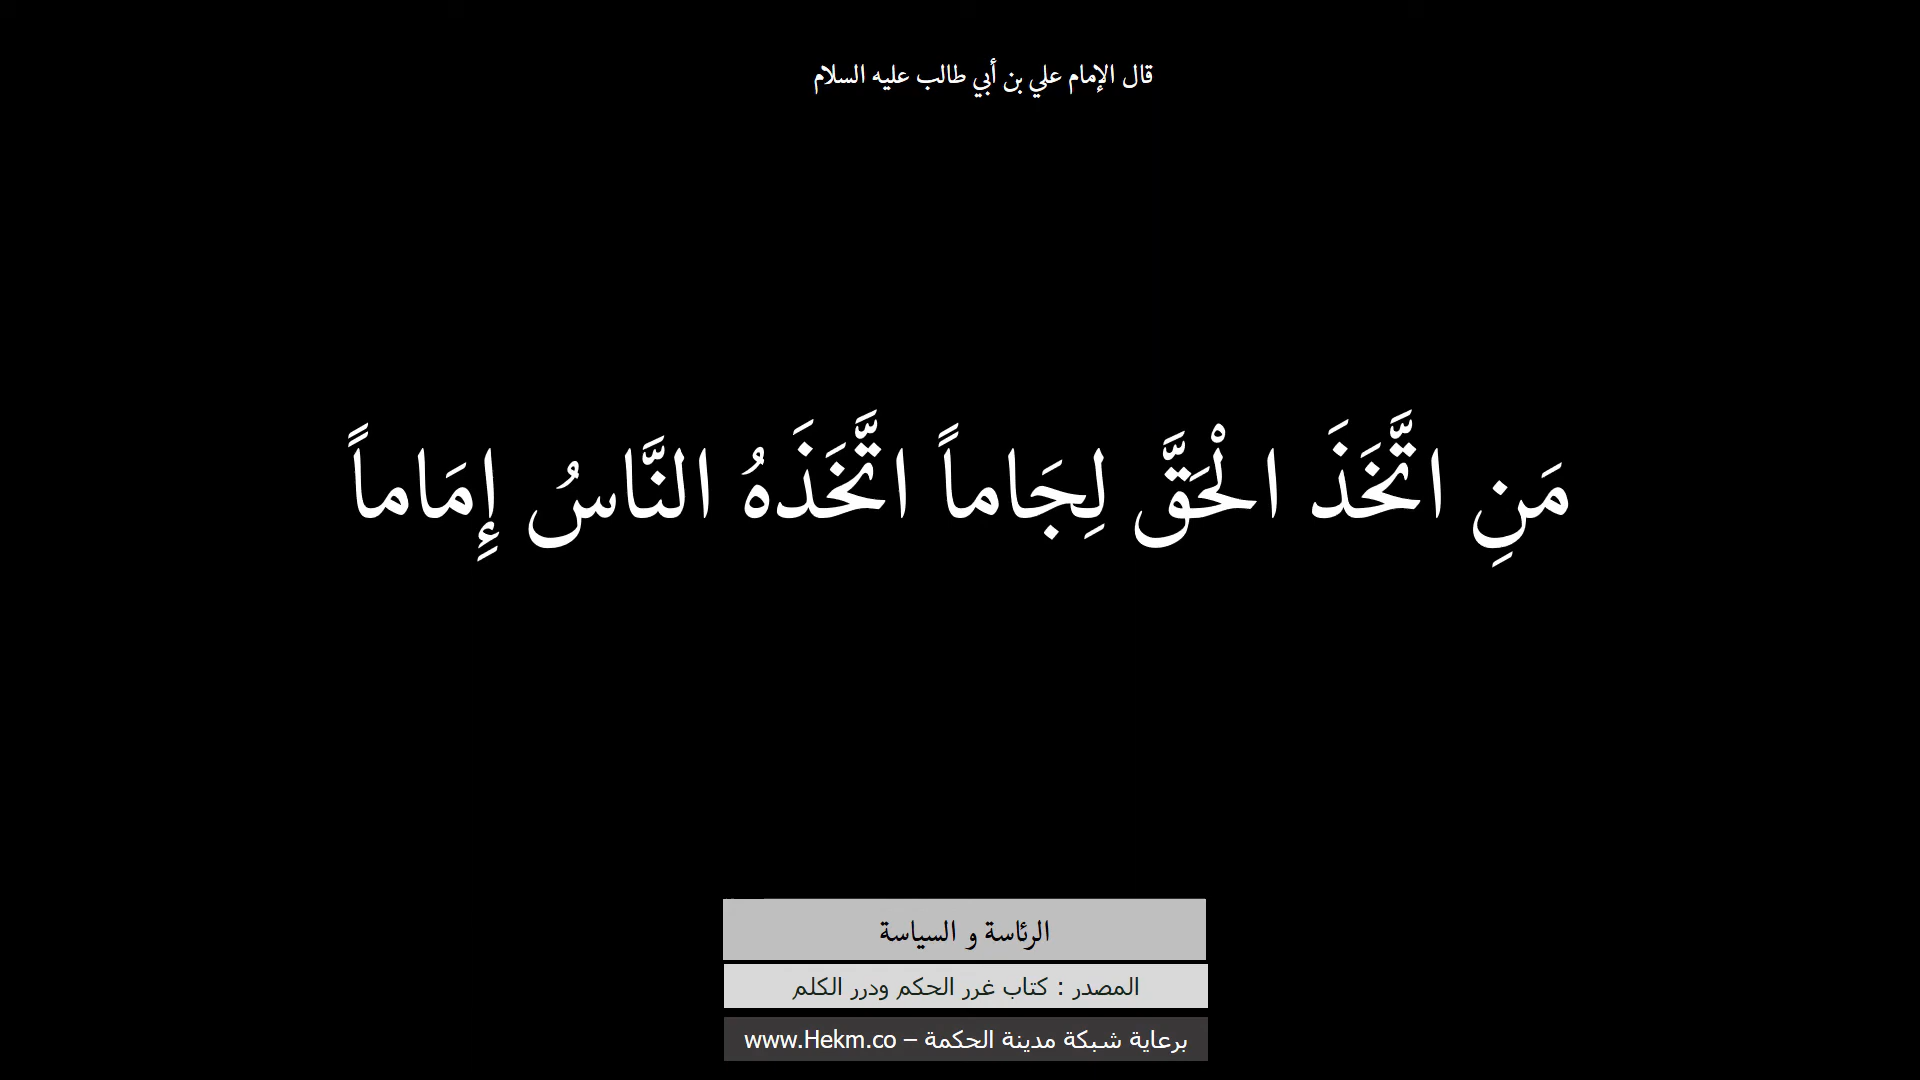 قال الإمام علي بن أبي طالب عليه السلام
مَنِ اتَّخَذَ الْحَقَّ لِجَاماً اتَّخَذَهُ النَّاسُ إِمَاماً
الرئاسة و السياسة
المصدر : كتاب غرر الحكم ودرر الكلم
برعاية شبكة مدينة الحكمة – www.Hekm.co